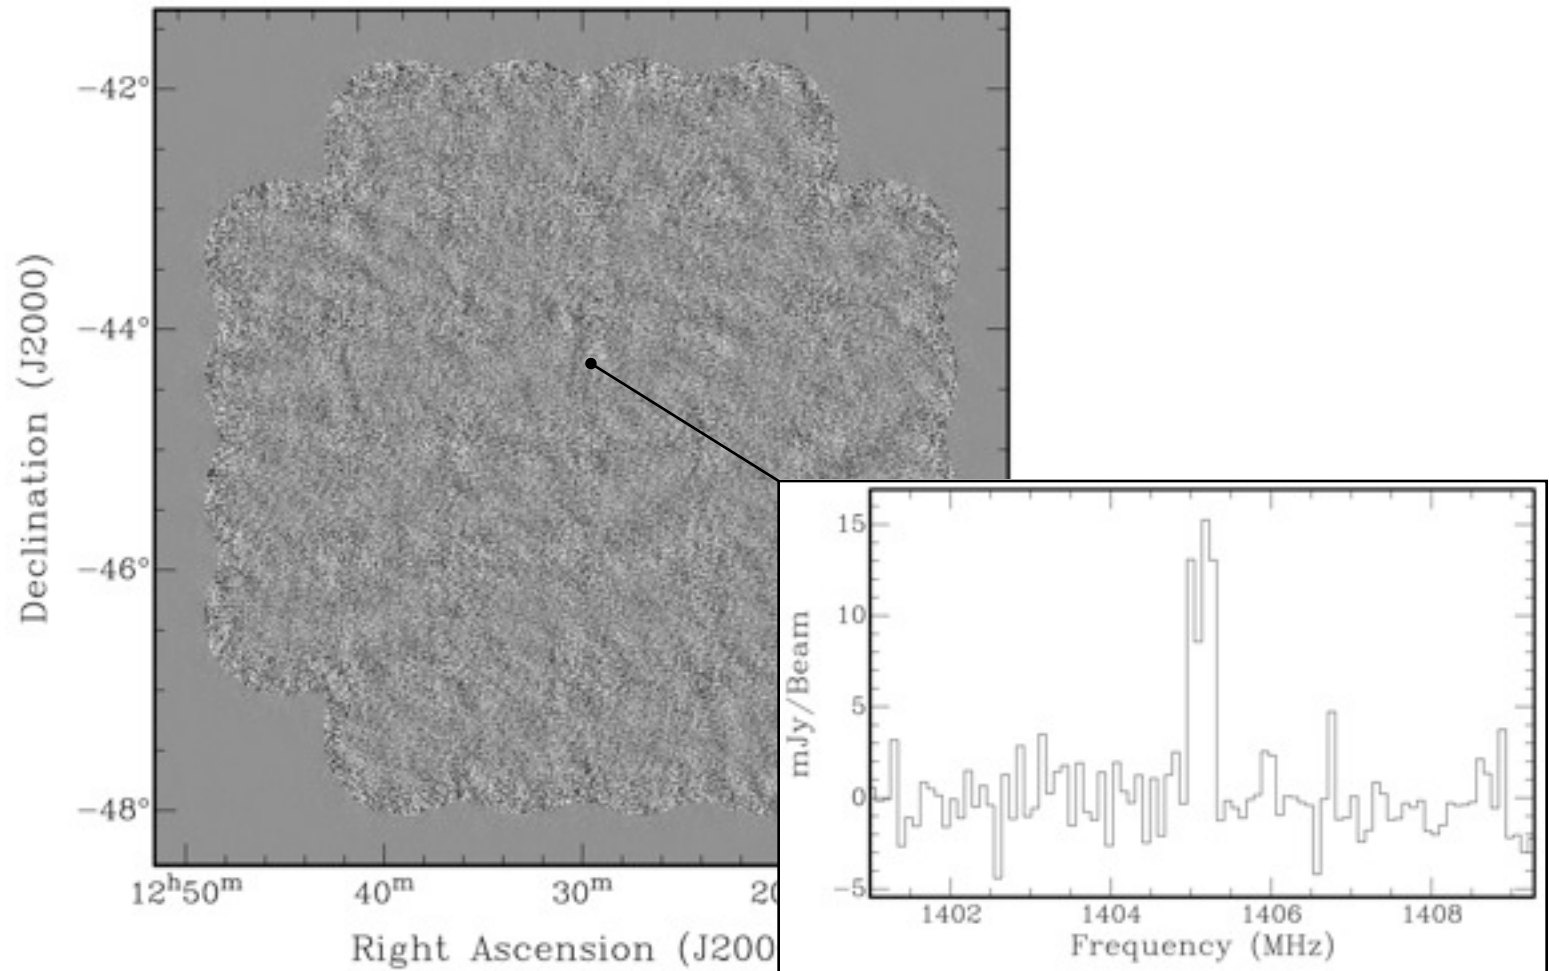 −42°
−44°
−46°
−48°
Declination (J2000)
12ʰ50ᵐ 40ᵐ 30ᵐ 20
Right Ascension (J200
15
10
5
0
−5
mJy/Beam
1402 1404 1406 1408
Frequency (MHz)